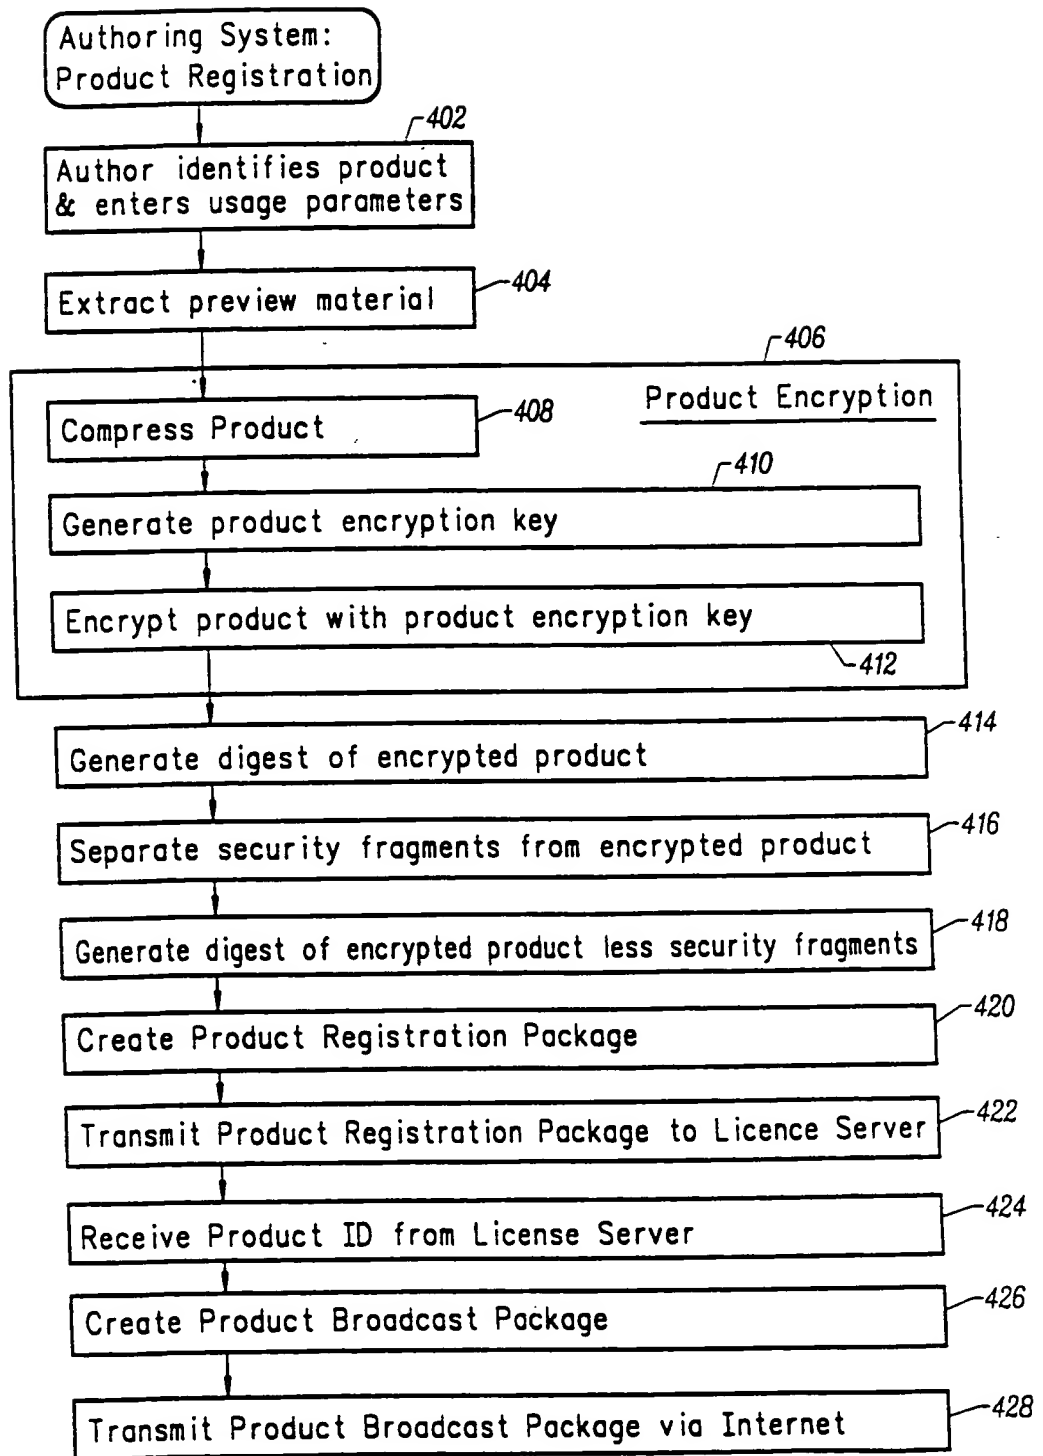 Authoring System:
Product Registration
402
Author identifies product
& enters usage parameters
Extract preview material
404
406
Product Encryption
Compress Product
408
410
Generate product encryption key
Encrypt product with product encryption key
412
414
Generate digest of encrypted product
Separate security fragments from encrypted product
416
Generate digest of encrypted product less security fragments
418
Create Product Registration Package
420
Transmit Product Registration Package to Licence Server
422
Receive Product ID from License Server
424
Create Product Broadcast Package
426
Transmit Product Broadcast Package via Internet
428